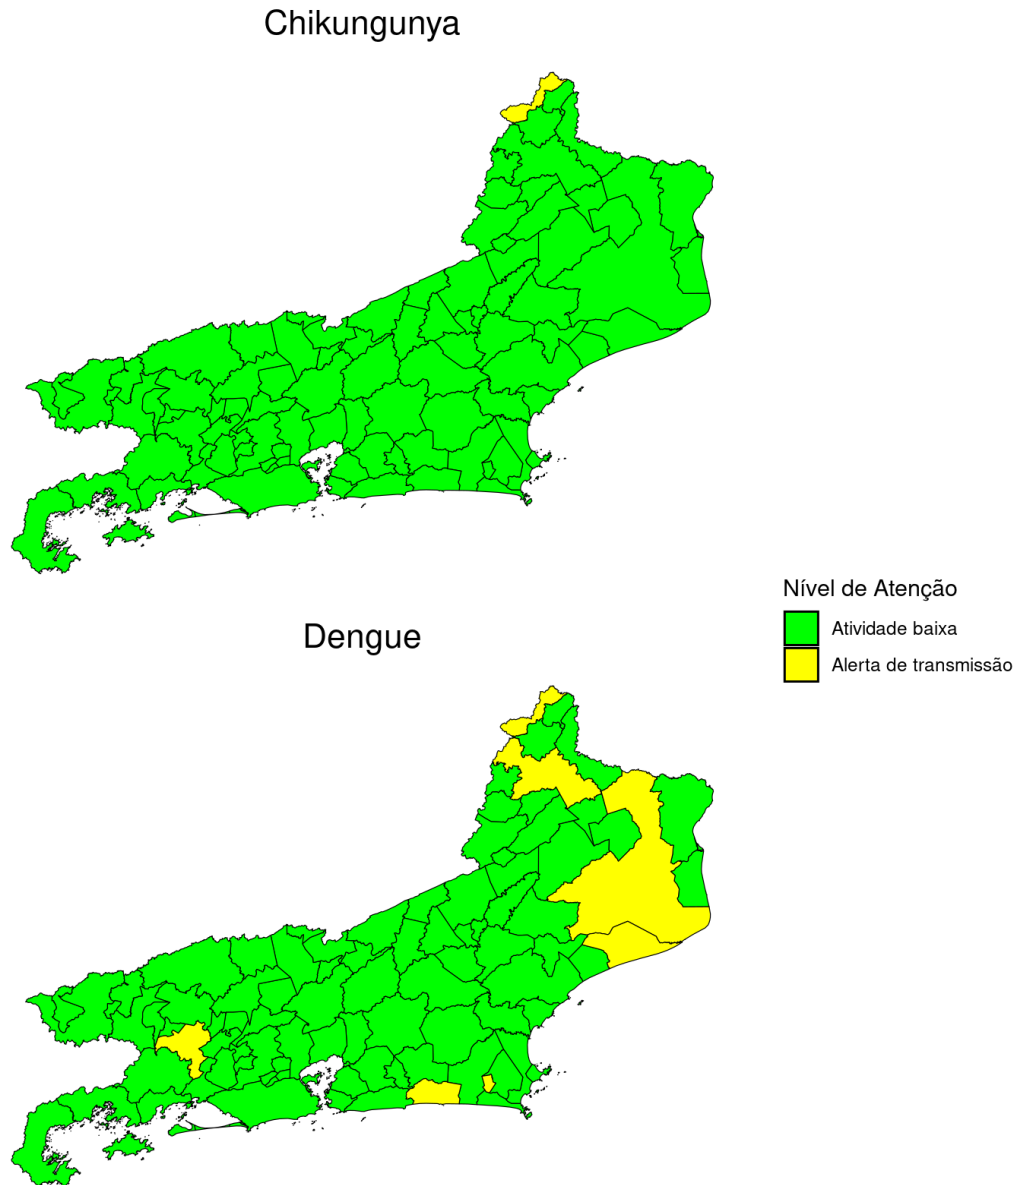 Chikungunya
Nível de Atenção
Atividade baixa
Alerta de transmissão
Dengue